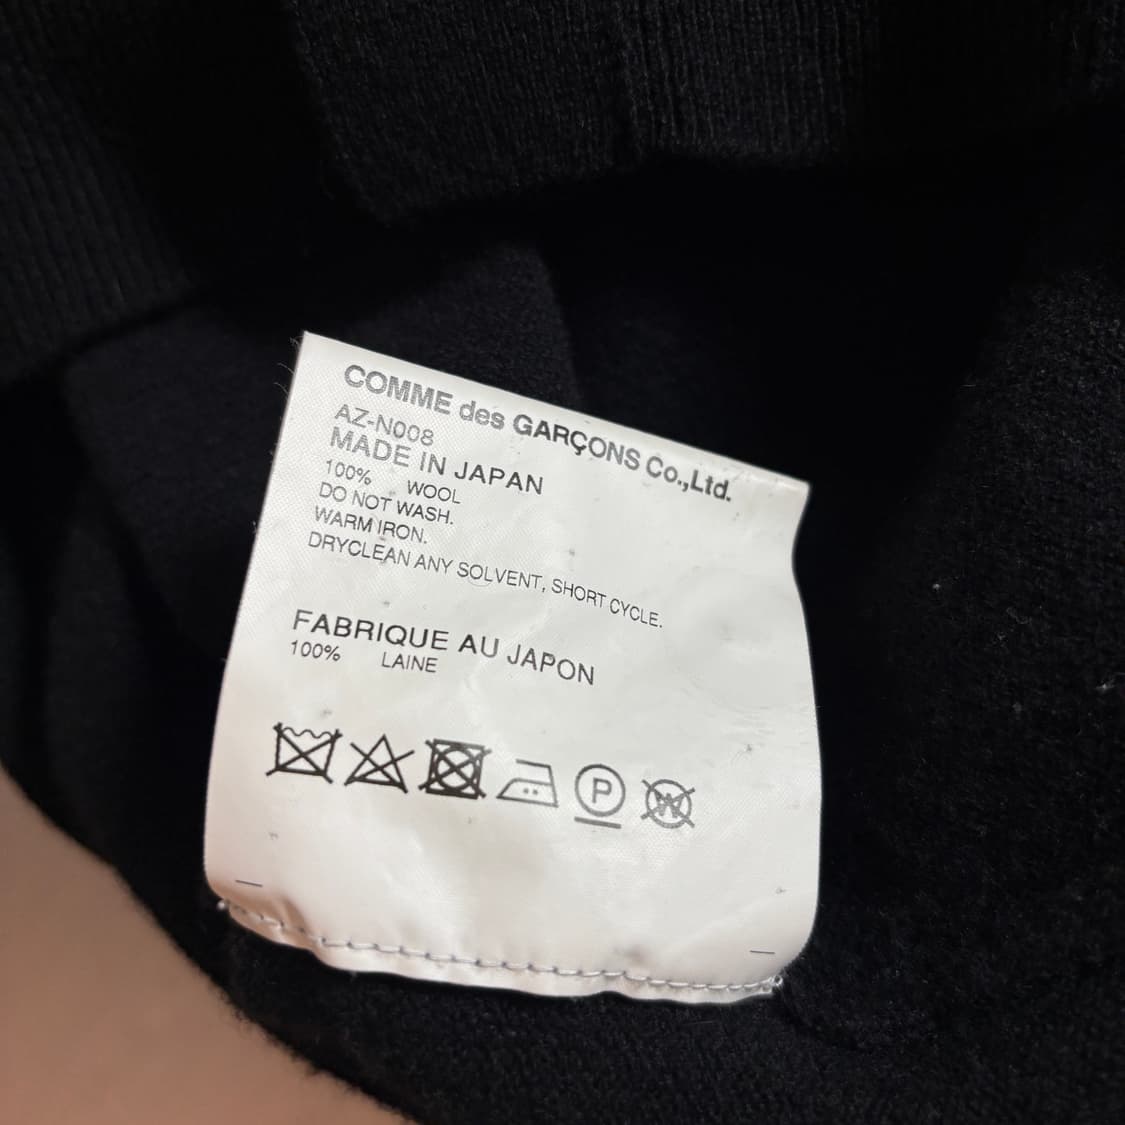 COMME des GARÇONS Co.,Ltd.
AZ-N008
MADE IN JAPAN
100% WOOL
DO NOT WASH.
WARM IRON.
DRYCLEAN ANY SOLVENT, SHORT CYCLE.
FABRIQUE AU JAPON
100% LAINE
P
W